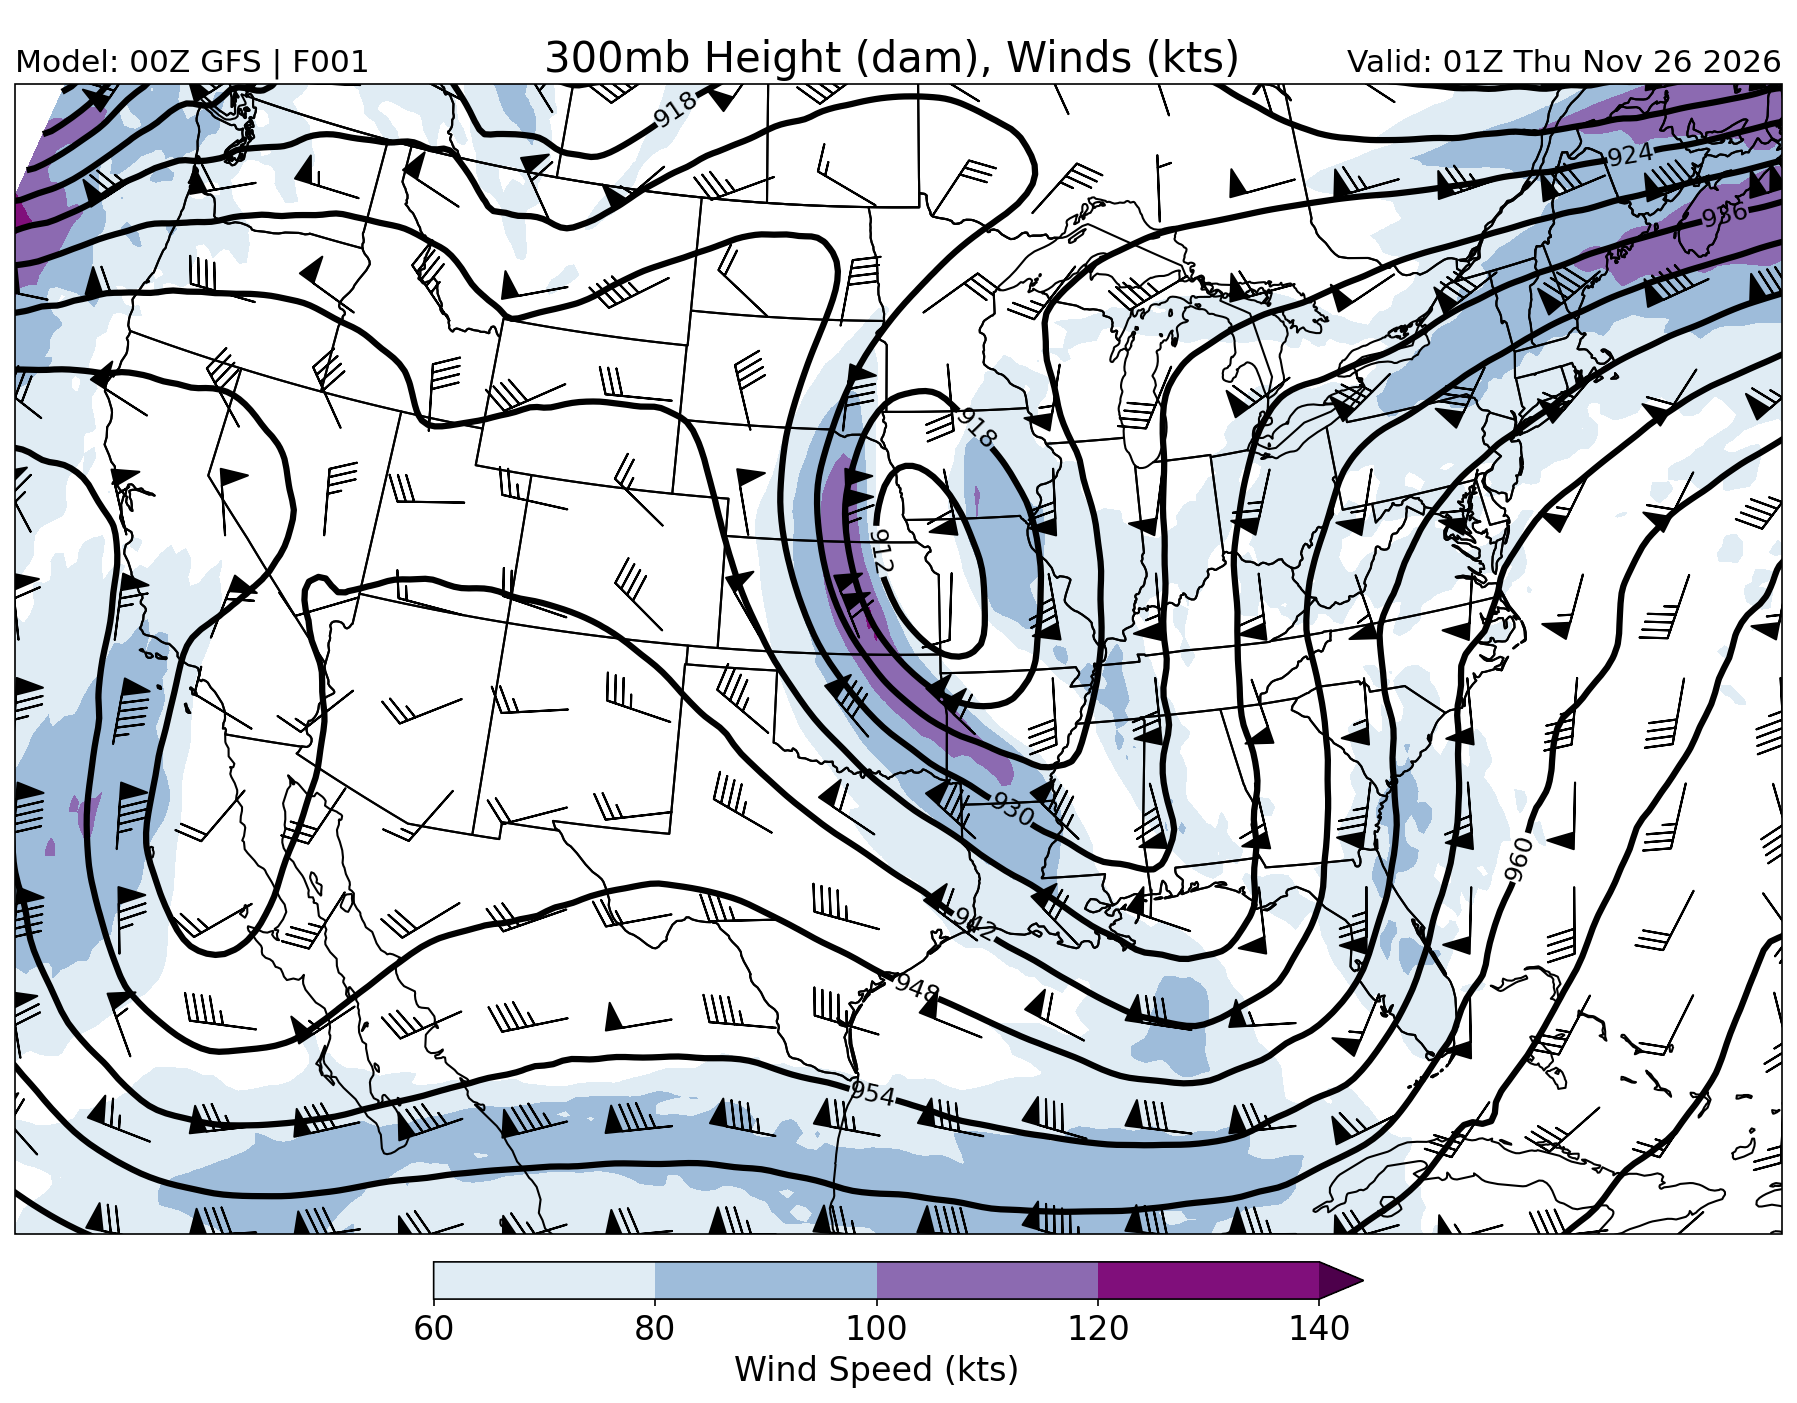 Model: 00Z GFS | F001
300mb Height (dam), Winds (kts)
Valid: 01Z Thu Nov 26 2026
918
924
936
918
912
930
960
942
948
954
60 80 100 120 140
Wind Speed (kts)